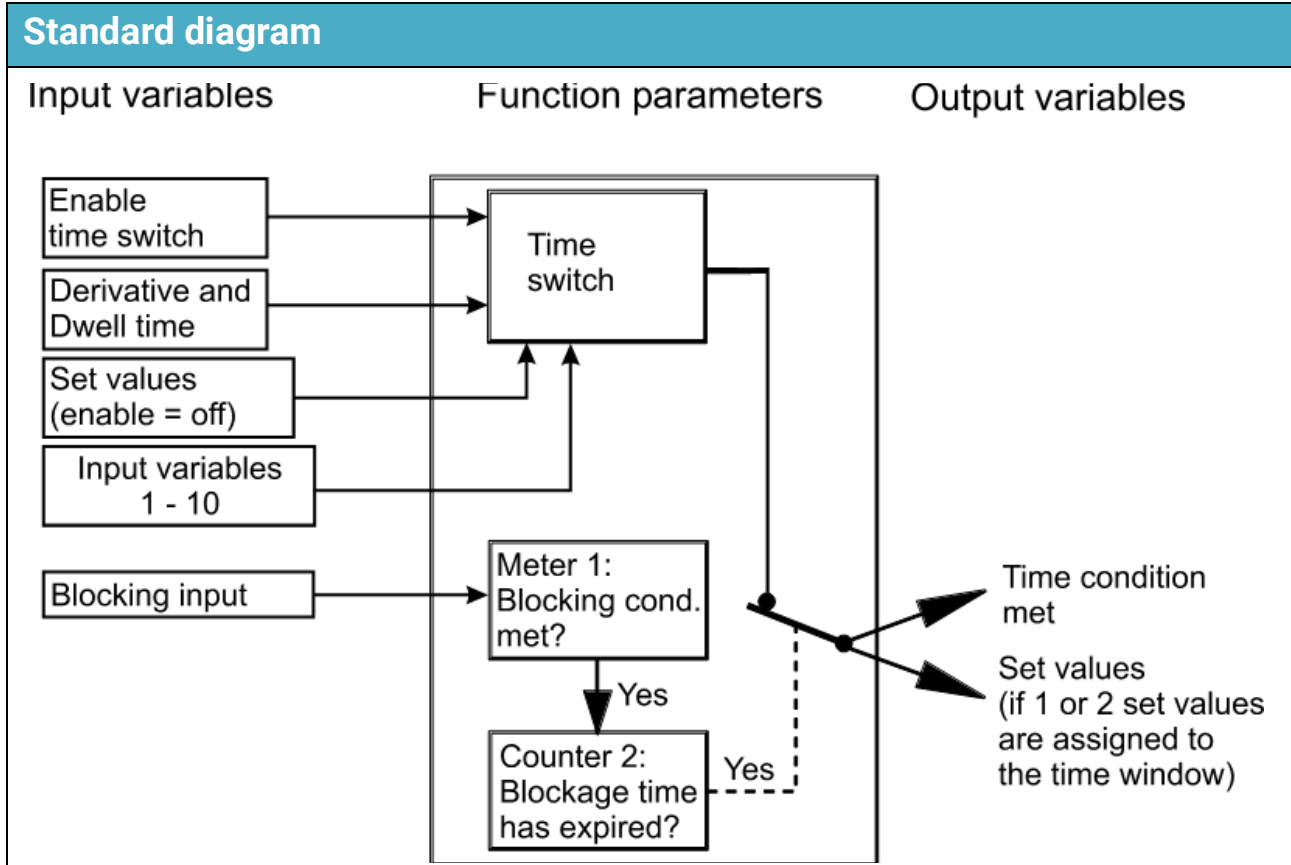 Standard diagram
Input variables
Function parameters
Output variables
Enable
time switch
Derivative and
Dwell time
Set values
(enable = off)
Input variables
1 - 10
Blocking input
Time
switch
Meter 1:
Blocking cond.
met?
Yes
Counter 2:
Blockage time
has expired?
Yes
Time condition
met
Set values
(if 1 or 2 set values
are assigned to
the time window)